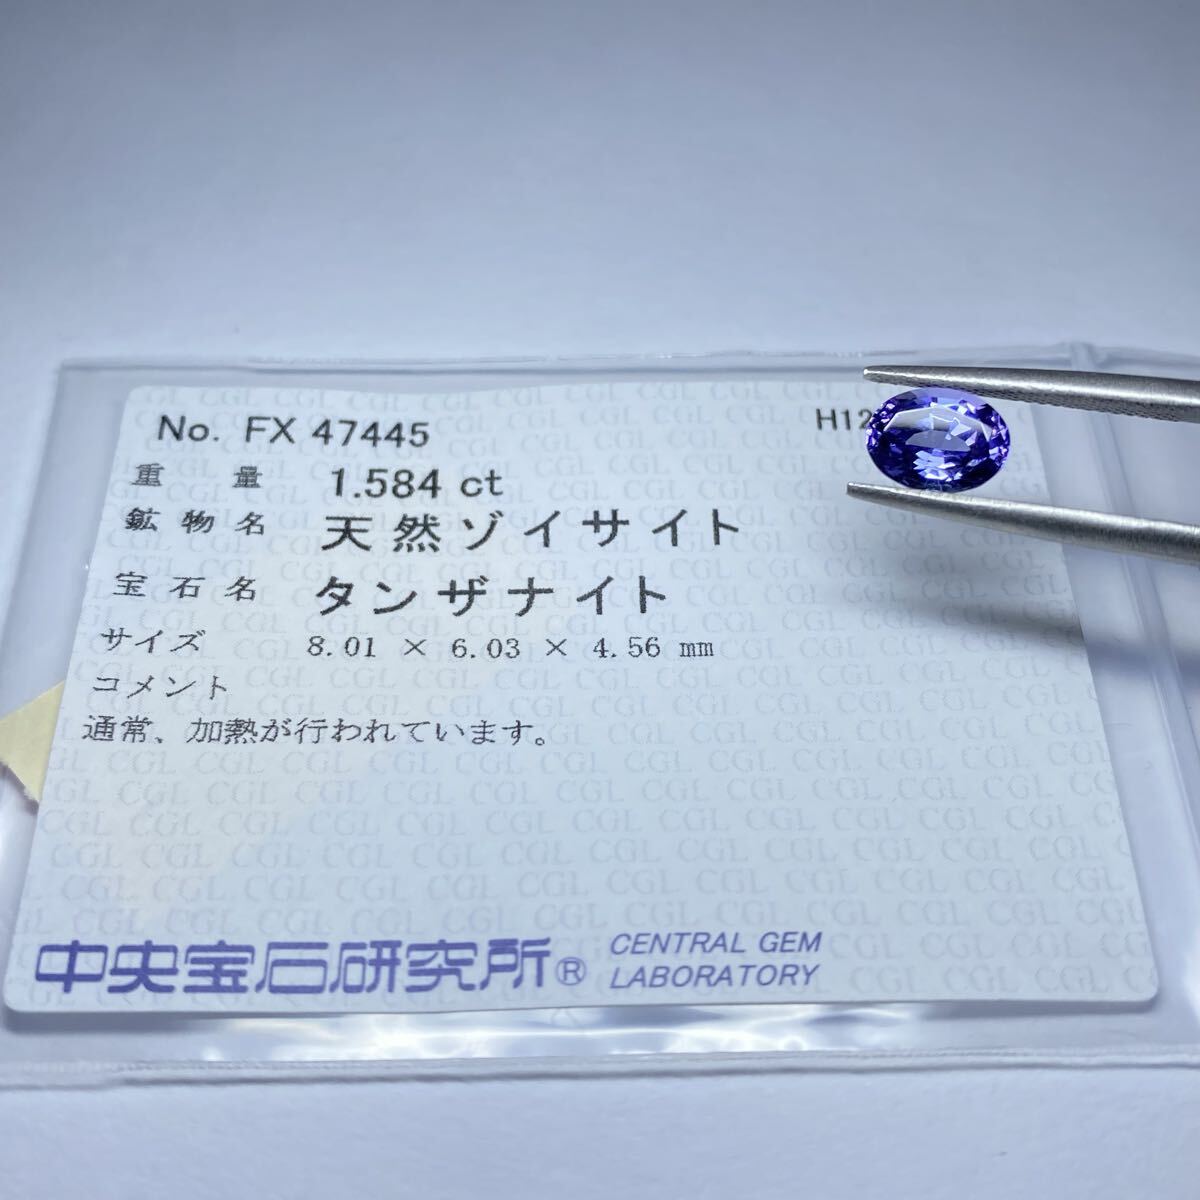 No. FX 47445 H12
重量 1.584 ct
鉱物名 天然ゾイサイト
宝石名 タンザナイト
サイズ 8.01 × 6.03 × 4.56 mm
コメント
通常、加熱が行われています。
中央宝石研究所® CENTRAL GEM
LABORATORY